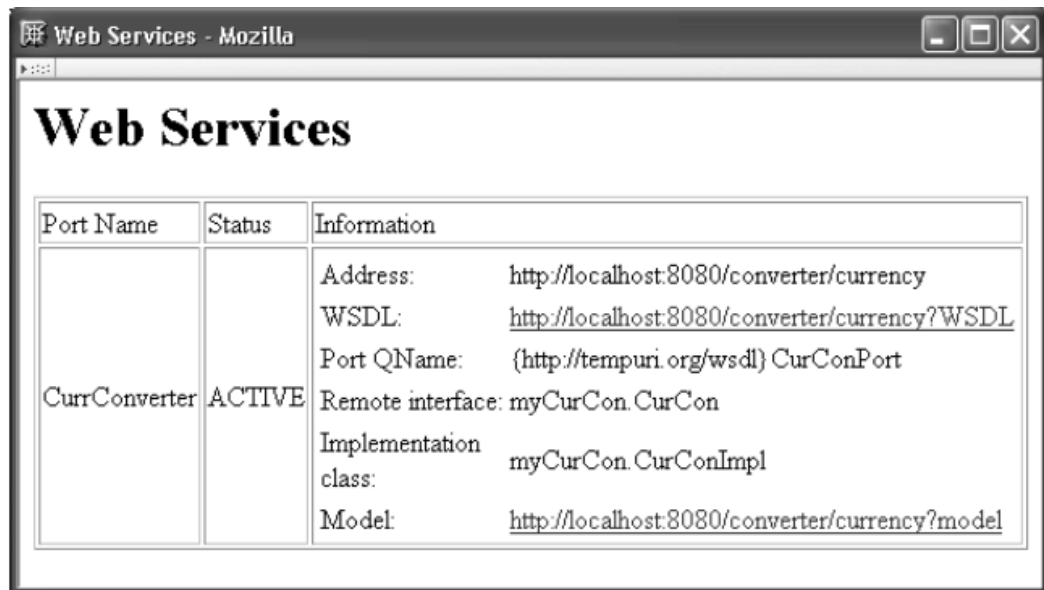 Web Services - Mozilla
Web Services
Port Name Status Information
CurrConverter ACTIVE
Address: http://localhost:8080/converter/currency
WSDL: http://localhost:8080/converter/currency?WSDL
Port QName: {http://tempuri.org/wsdl}CurConPort
Remote interface: myCurCon.CurCon
Implementation
class: myCurCon.CurConImpl
Model: http://localhost:8080/converter/currency?model